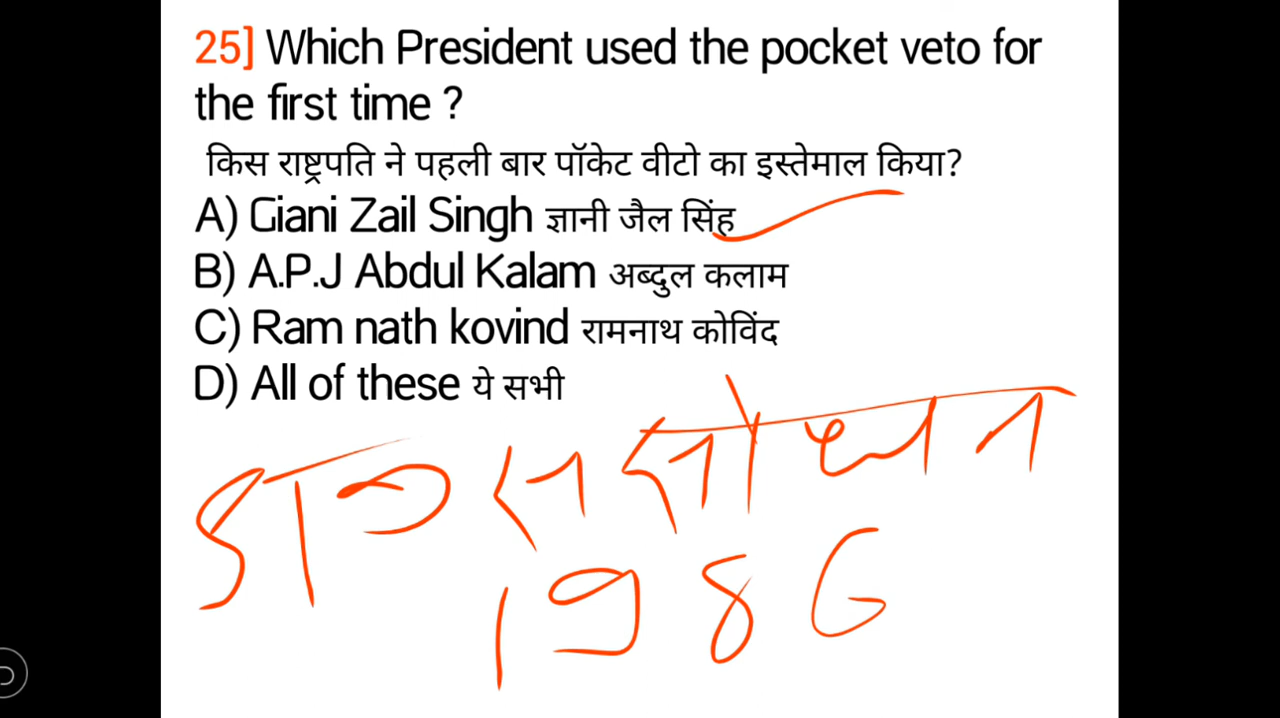 25] Which President used the pocket veto for
the first time ?
किस राष्ट्रपति ने पहली बार पॉकेट वीटो का इस्तेमाल किया?
A) Giani Zail Singh ज्ञानी जैल सिंह
B) A.P.J Abdul Kalam अब्दुल कलाम
C) Ram nath kovind रामनाथ कोविंद
D) All of these ये सभी
1986